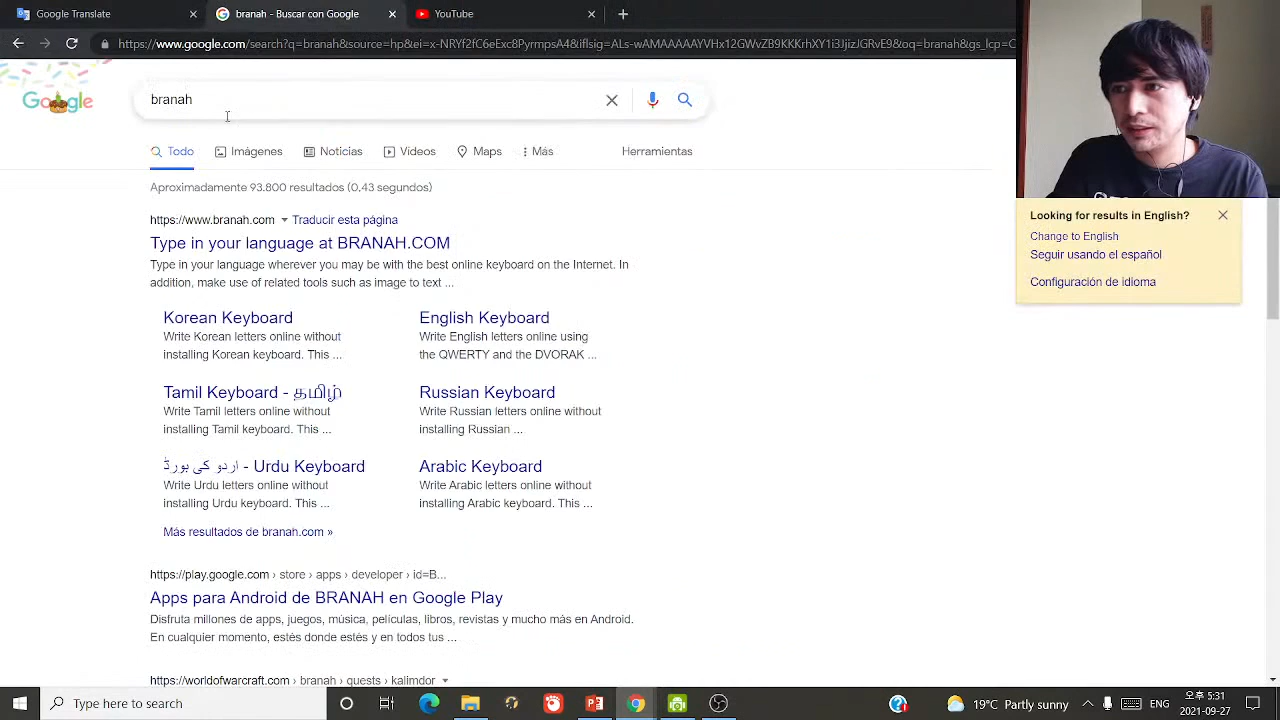 Google Translate
branah - Buscar con Google
YouTube
https://www.google.com/search?q=branah&source=hp&ei=x-NRYf2fC6eExc8PyrmpsA4&iflsig=ALs-wAMAAAAAYVHx12GWvZB9KKKrhXY1i3JjizJGRvE9&oq=branah&gs_lcp=C
Google
branah
Todo
Imágenes
Noticias
Videos
Maps
Más
Herramientas
Aproximadamente 93.800 resultados (0,43 segundos)
https://www.branah.com
Traducir esta página
Type in your language at BRANAH.COM
Type in your language wherever you may be with the best online keyboard on the Internet. In
addition, make use of related tools such as image to text ...
Korean Keyboard
Write Korean letters online without
installing Korean keyboard. This ...
English Keyboard
Write English letters online using
the QWERTY and the DVORAK ...
Tamil Keyboard - தமிழ்
Write Tamil letters online without
installing Tamil keyboard. This ...
Russian Keyboard
Write Russian letters online without
installing Russian ...
اردو کی بورڈ - Urdu Keyboard
Write Urdu letters online without
installing Urdu keyboard. This ...
Arabic Keyboard
Write Arabic letters online without
installing Arabic keyboard. This ...
Más resultados de branah.com »
https://play.google.com › store › apps › developer › id=B...
Apps para Android de BRANAH en Google Play
Disfruta millones de apps, juegos, música, películas, libros, revistas y mucho más en Android.
En cualquier momento, estés donde estés y en todos tus ...
https://worldofwarcraft.com › branah › quests › kalimdor
Looking for results in English?
Change to English
Seguir usando el español
Configuración de idioma
Type here to search
19°C Partly sunny
ENG
오후 5:31
2021-09-27